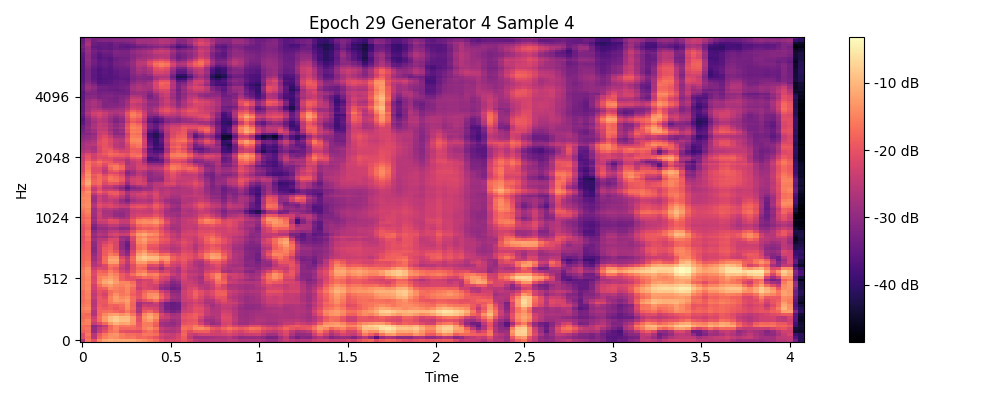 Epoch 29 Generator 4 Sample 4
Hz
4096
2048
1024
512
0
0 0.5 1 1.5 2 2.5 3 3.5 4
Time
-10 dB
-20 dB
-30 dB
-40 dB